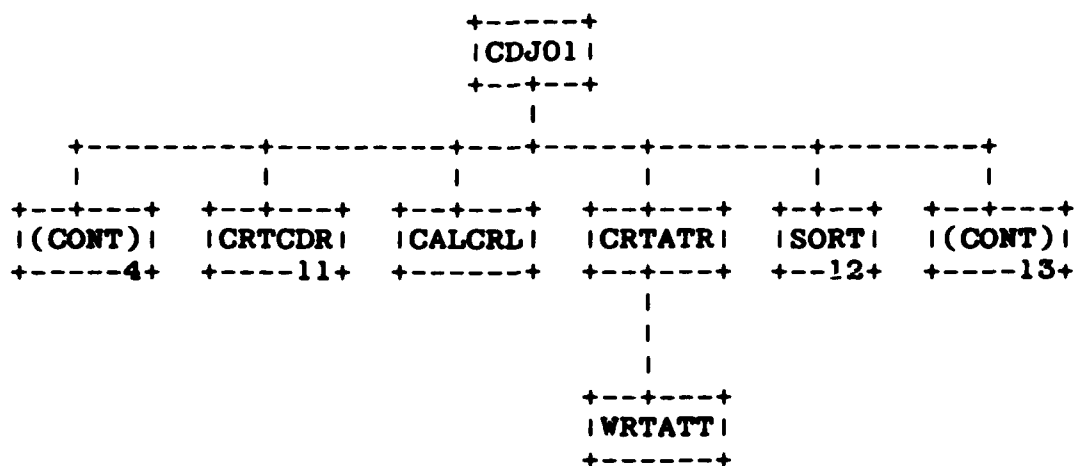 CDJO1
(CONT) CRTCDR CALCRL CRTATR SORT (CONT)
4 11 12 13
WRTATT